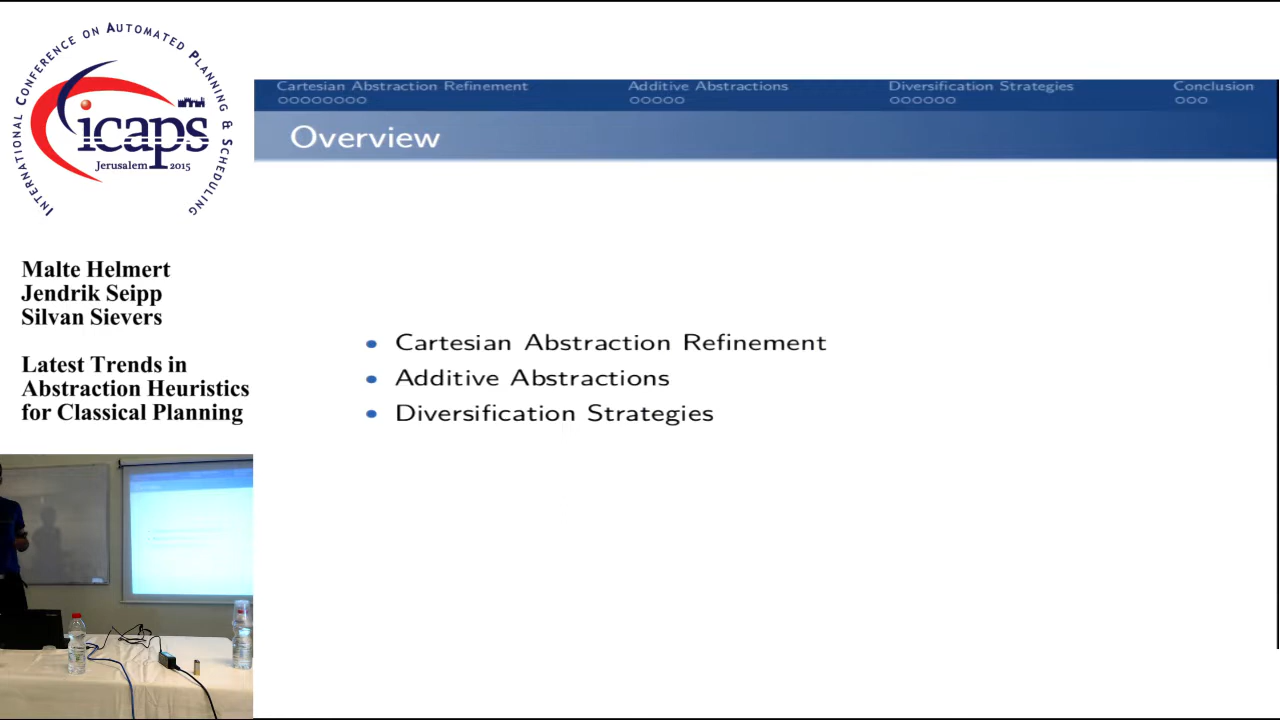 INTERNATIONAL CONFERENCE ON AUTOMATED PLANNING & SCHEDULING
icaps
Jerusalem 2015
Malte Helmert
Jendrik Seipp
Silvan Sievers
Latest Trends in
Abstraction Heuristics
for Classical Planning
Cartesian Abstraction Refinement
Additive Abstractions
Diversification Strategies
Conclusion
Overview
• Cartesian Abstraction Refinement
• Additive Abstractions
• Diversification Strategies